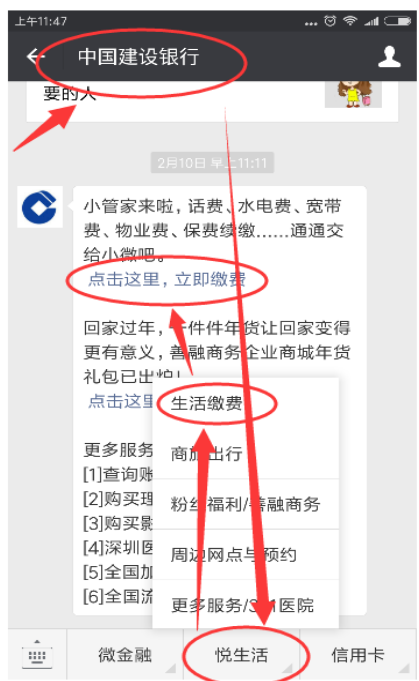 上午11:47
中国建设银行
要的人
2月10日 早上11:11
小管家来啦，话费、水电费、宽带
费、物业费、保费续缴......通通交
给小微吧。
点击这里，立即缴费
回家过年，一件件年货让回家变得
更有意义，善融商务企业商城年货
礼包已出炉！
点击这里
生活缴费
更多服务
商旅出行
[1]查询账
[2]购买理
粉丝福利/善融商务
[3]购买影
[4]深圳医
周边网点与预约
[5]全国加
[6]全国流
更多服务/301医院
微金融
悦生活
信用卡